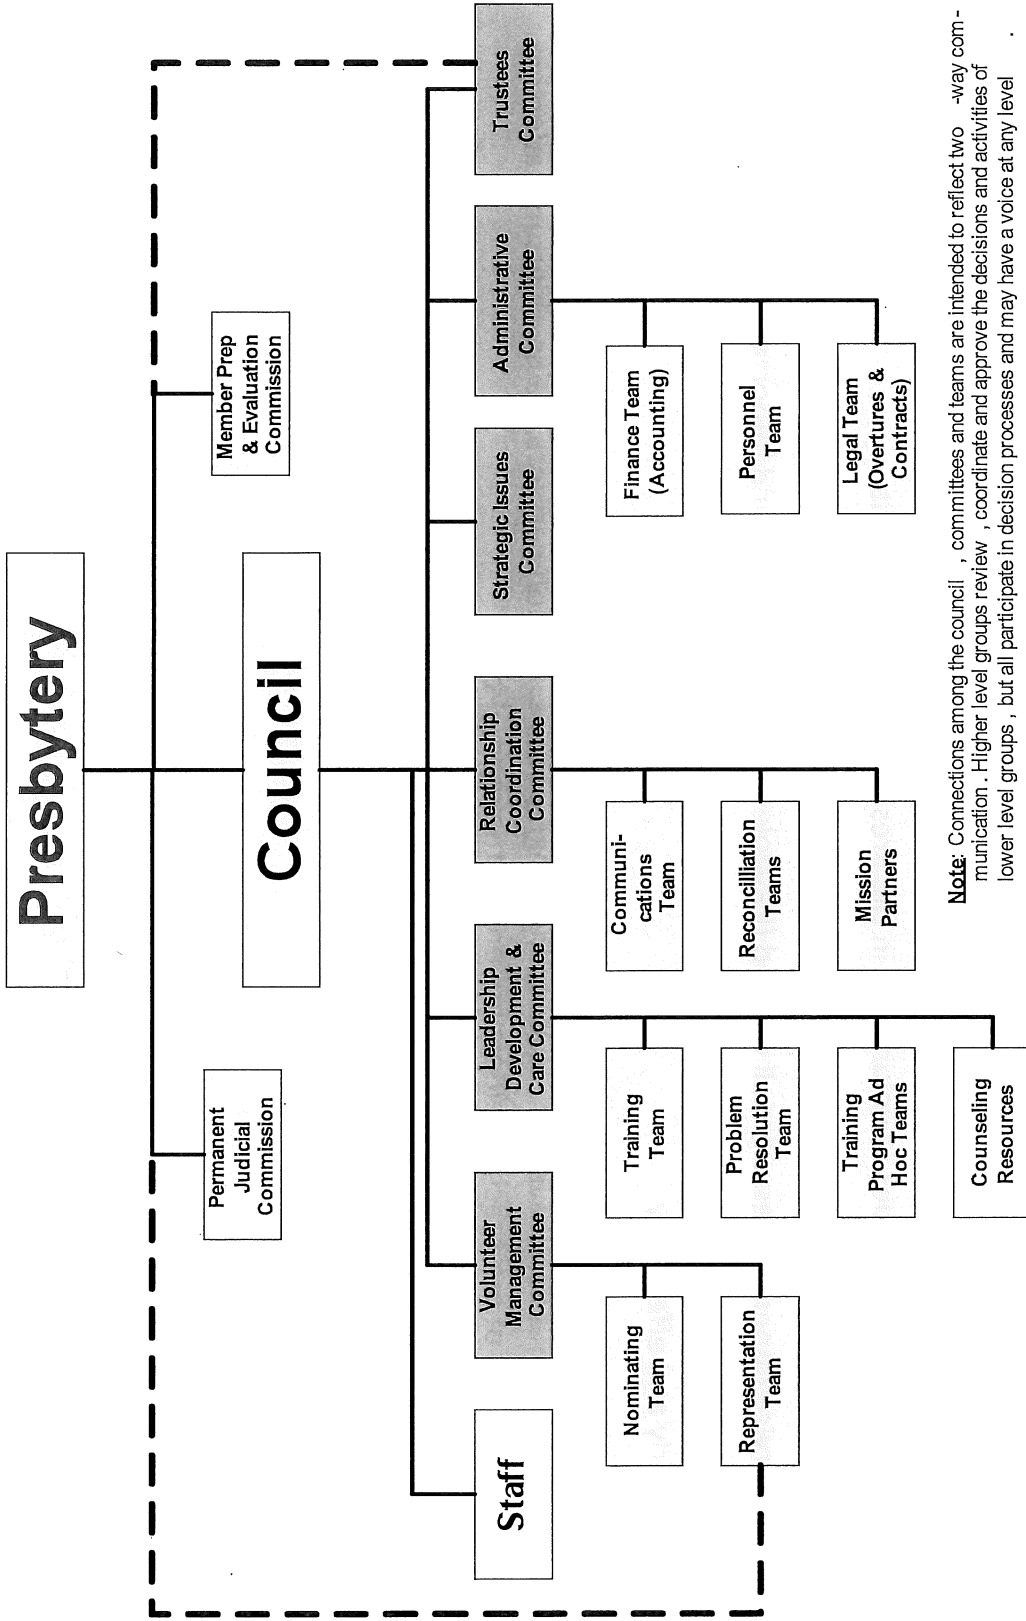 Presbytery
Permanent
Judicial
Commission
Member Prep
& Evaluation
Commission
Council
Staff
Volunteer
Management
Committee
Leadership
Development &
Care Committee
Relationship
Coordination
Committee
Strategic Issues
Committee
Administrative
Committee
Trustees
Committee
Nominating
Team
Representation
Team
Training
Team
Problem
Resolution
Team
Training
Program Ad
Hoc Teams
Counseling
Resources
Communi-
cations
Team
Reconcilliation
Teams
Mission
Partners
Finance Team
(Accounting)
Personnel
Team
Legal Team
(Overtures &
Contracts)
Note: Connections among the council , committees and teams are intended to reflect two -way com-
munication . Higher level groups review , coordinate and approve the decisions and activities of
lower level groups , but all participate in decision processes and may have a voice at any level .